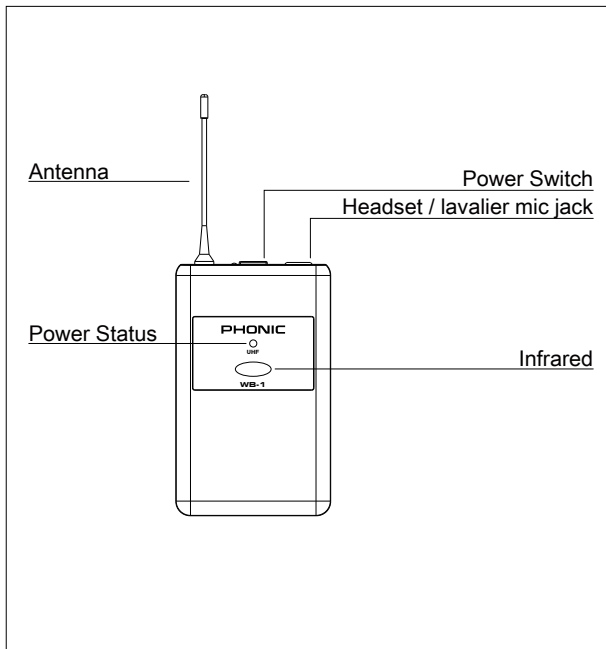 Antenna
Power Switch
Headset / lavalier mic jack
Power Status
PHONIC
UHF
Infrared
WB-1